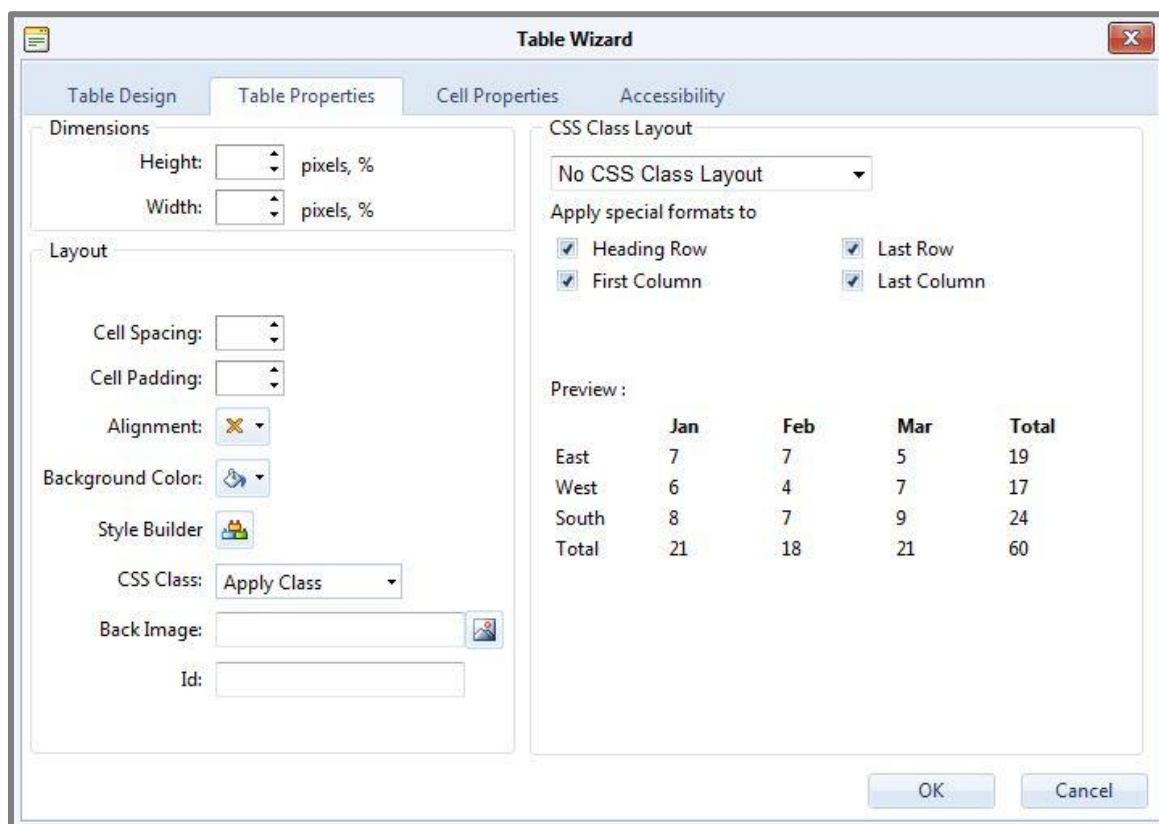 Table Wizard
Table Design Table Properties Cell Properties Accessibility
Dimensions
Height: pixels, %
Width: pixels, %
Layout
Cell Spacing:
Cell Padding:
Alignment:
Background Color:
Style Builder
CSS Class: Apply Class
Back Image:
Id:
CSS Class Layout
No CSS Class Layout
Apply special formats to
Heading Row Last Row
First Column Last Column
Preview :
Jan Feb Mar Total
East 7 7 5 19
West 6 4 7 17
South 8 7 9 24
Total 21 18 21 60
OK Cancel